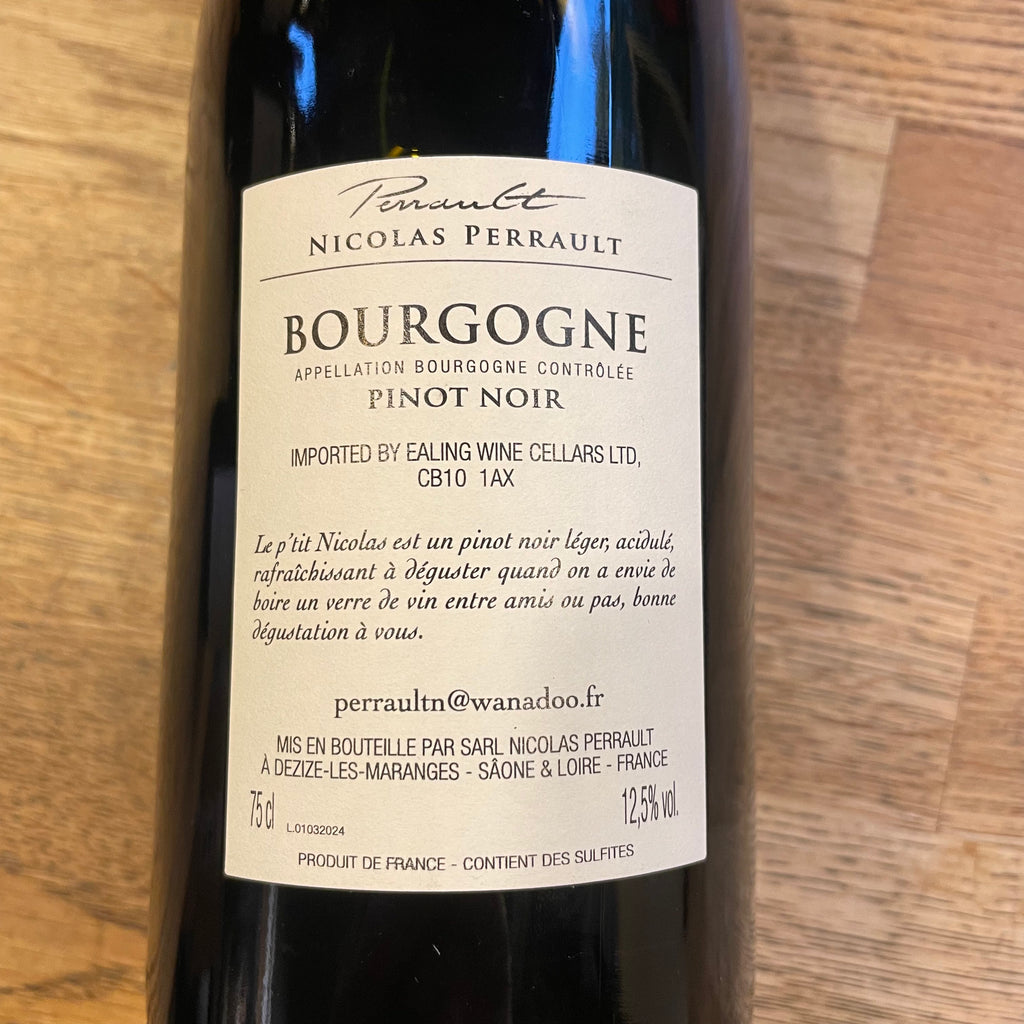 Perrault
NICOLAS PERRAULT
BOURGOGNE
APPELLATION BOURGOGNE CONTRÔLÉE
PINOT NOIR
IMPORTED BY EALING WINE CELLARS LTD,
CB10 1AX
Le p'tit Nicolas est un pinot noir léger, acidulé,
rafraîchissant à déguster quand on a envie de
boire un verre de vin entre amis ou pas, bonne
dégustation à vous.
perraultn@wanadoo.fr
MIS EN BOUTEILLE PAR SARL NICOLAS PERRAULT
À DEZIZE-LES-MARANGES - SÂONE & LOIRE - FRANCE
75 cl L.01032024 12,5% vol.
PRODUIT DE FRANCE - CONTIENT DES SULFITES